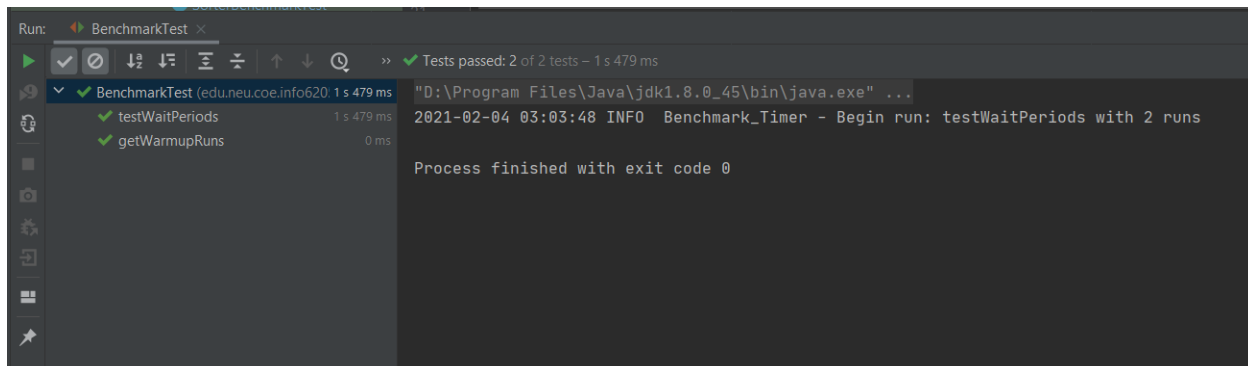 SorterBenchmarkTest
Run: BenchmarkTest
Tests passed: 2 of 2 tests – 1 s 479 ms
BenchmarkTest (edu.neu.coe.info620 1 s 479 ms
testWaitPeriods 1 s 479 ms
getWarmupRuns 0 ms
"D:\Program Files\Java\jdk1.8.0_45\bin\java.exe" ...
2021-02-04 03:03:48 INFO  Benchmark_Timer - Begin run: testWaitPeriods with 2 runs
Process finished with exit code 0